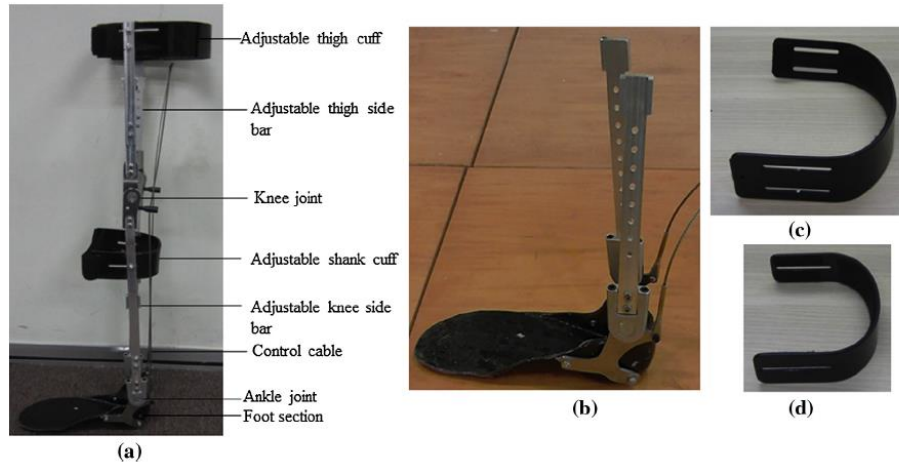 Adjustable thigh cuff
Adjustable thigh side
bar
Knee joint
Adjustable shank cuff
Adjustable knee side
bar
Control cable
Ankle joint
Foot section
(a)
(b)
(c)
(d)